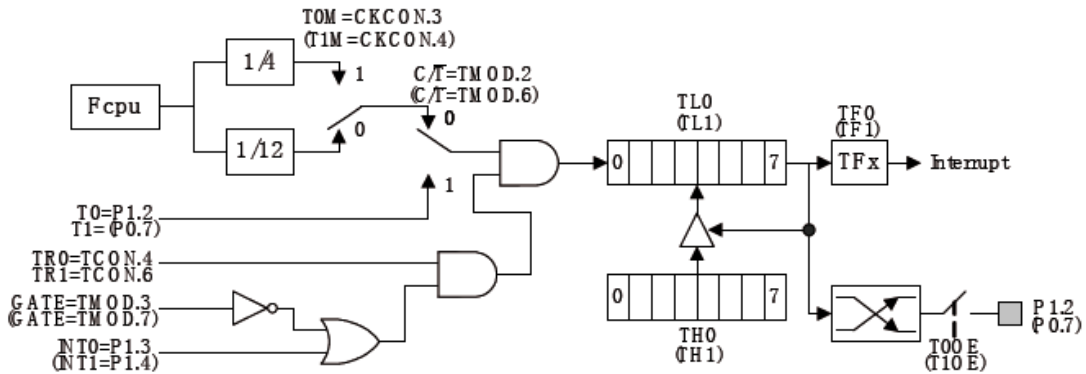 T0M=CKCON.3
(T1M=CKCON.4)
1/4
1
C/T=TMOD.2
(C/T=TMOD.6)
Fcpu
0
0
1/12
TL0
(TL1)
TF0
(TF1)
0
7
TFx
Interrupt
1
T0=P1.2
T1=(P0.7)
TR0=TCON.4
TR1=TCON.6
0
7
GATE=TMOD.3
(GATE=TMOD.7)
P1.2
(P0.7)
TH0
(TH1)
T0OE
(T1OE)
INT0=P1.3
(INT1=P1.4)